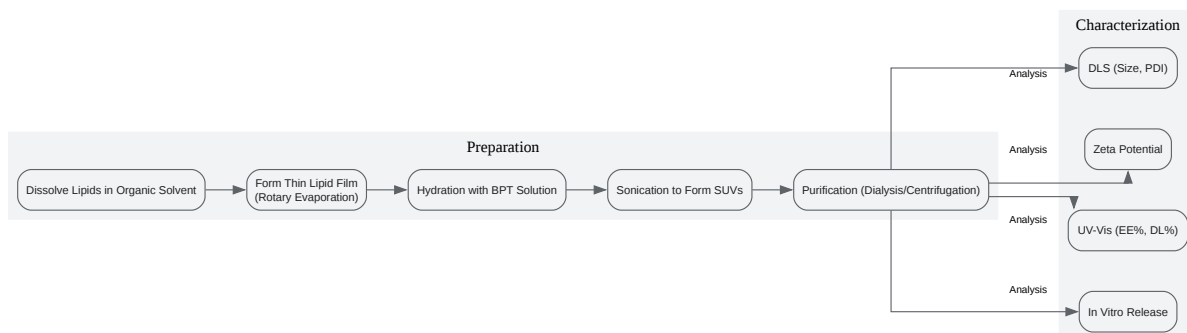 Characterization
DLS (Size, PDI)
Analysis
Preparation
Analysis
Zeta Potential
Dissolve Lipids in Organic Solvent
Form Thin Lipid Film
(Rotary Evaporation)
Hydration with BPT Solution
Sonication to Form SUVs
Purification (Dialysis/Centrifugation)
Analysis
UV-Vis (EE%, DL%)
Analysis
In Vitro Release